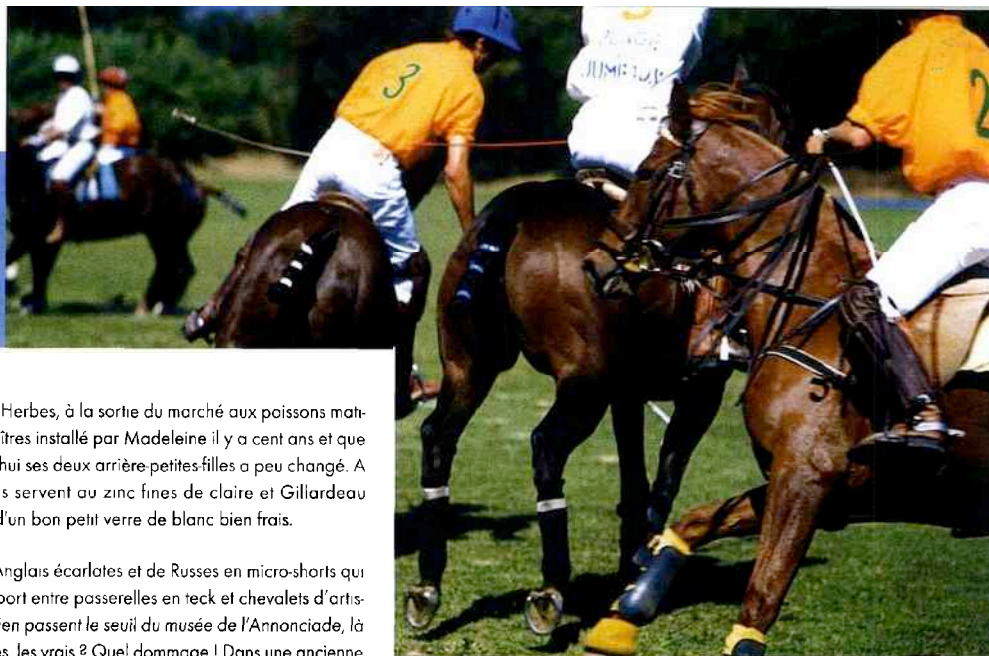 Herbes, à la sortie du marché aux poissons mati-
îtres installé par Madeleine il y a cent ans et que
hui ses deux arrière-petites-filles a peu changé. A
s servent au zinc fines de claire et Gillardeau
d'un bon petit verre de blanc bien frais.
Anglais écarlates et de Russes en micro-shorts qui
port entre passerelles en teck et chevalets d'artis-
ien passent le seuil du musée de l'Annonciade, là
es, les vrais ? Quel dommage ! Dans une ancienne
3
2